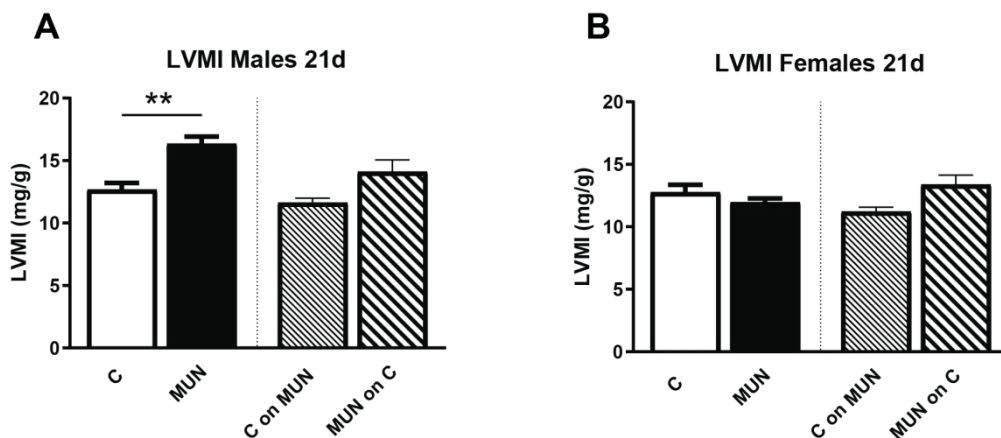 A
LVMI Males 21d
LVMI (mg/g)
20
15
10
5
0
**
C
MUN
C on MUN
MUN on C
B
LVMI Females 21d
LVMI (mg/g)
20
15
10
5
0
C
MUN
C on MUN
MUN on C